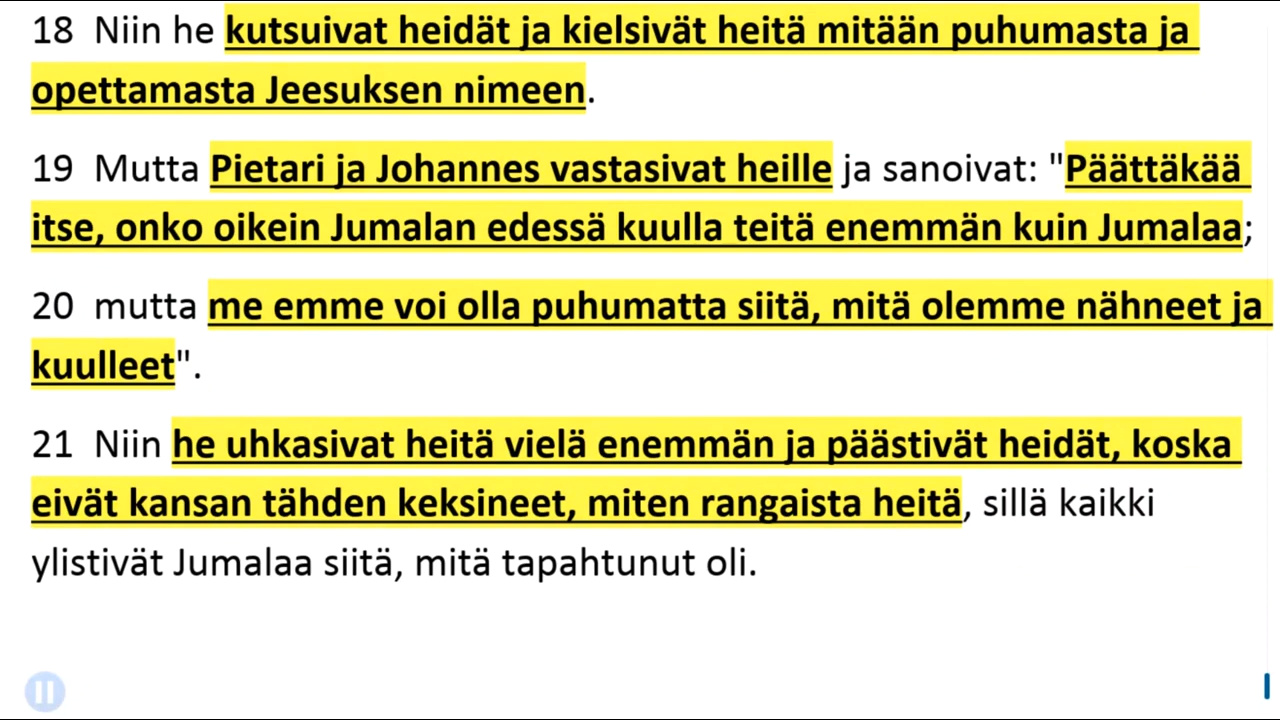 18 Niin he kutsuivat heidät ja kielsivät heitä mitään puhumasta ja
opettamasta Jeesuksen nimeen.
19 Mutta Pietari ja Johannes vastasivat heille ja sanoivat: "Päättäkää
itse, onko oikein Jumalan edessä kuulla teitä enemmän kuin Jumalaa;
20 mutta me emme voi olla puhumatta siitä, mitä olemme nähneet ja
kuulleet".
21 Niin he uhkasivat heitä vielä enemmän ja päästivät heidät, koska
eivät kansan tähden keksineet, miten rangaista heitä, sillä kaikki
ylistivät Jumalaa siitä, mitä tapahtunut oli.